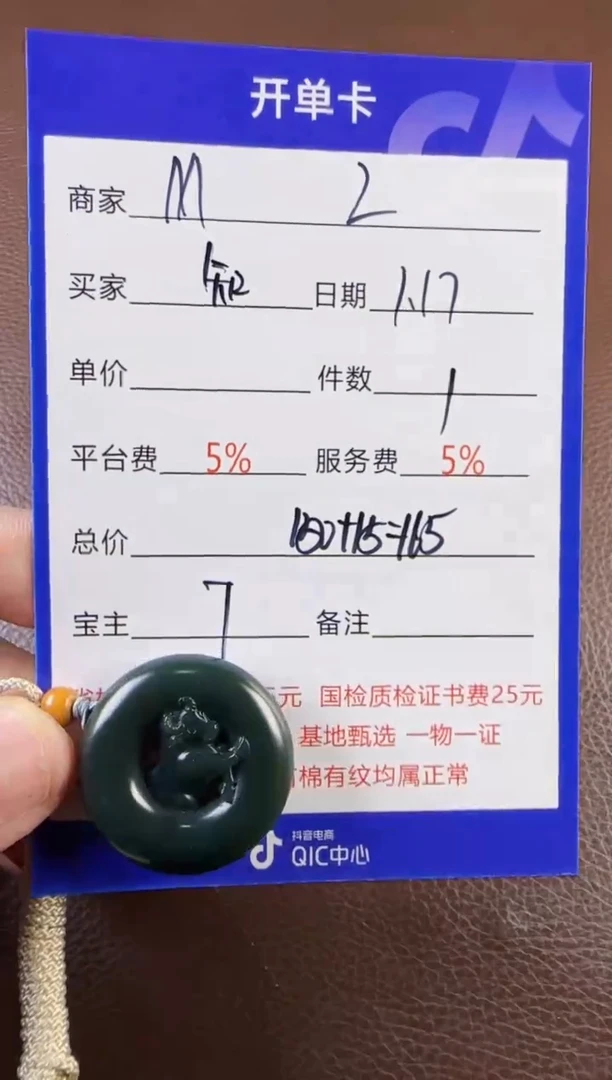 开单卡
商家 M 2
买家 日期 1.17
单价 件数 1
平台费 5% 服务费 5%
总价 150+15=165
宝主 7 备注
元 国检质检证书费25元
基地甄选 一物一证
棉有纹均属正常
抖音电商
QIC中心